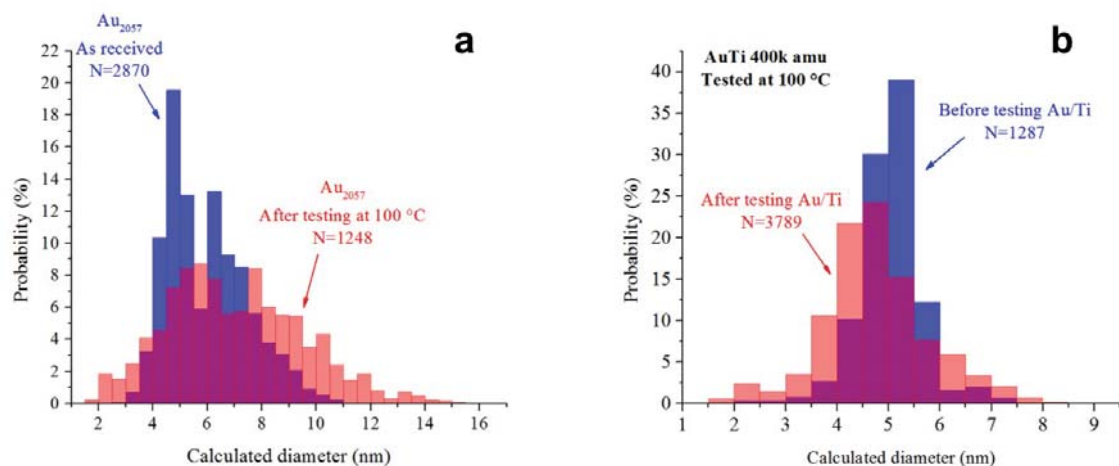 a
Au2057
As received
N=2870
Au2057
After testing at 100 °C
N=1248
Probability (%)
22
20
18
16
14
12
10
8
6
4
2
0
2 4 6 8 10 12 14 16
Calculated diameter (nm)
b
AuTi 400k amu
Tested at 100 °C
Before testing Au/Ti
N=1287
After testing Au/Ti
N=3789
Probability (%)
40
35
30
25
20
15
10
5
0
1 2 3 4 5 6 7 8 9
Calculated diameter (nm)